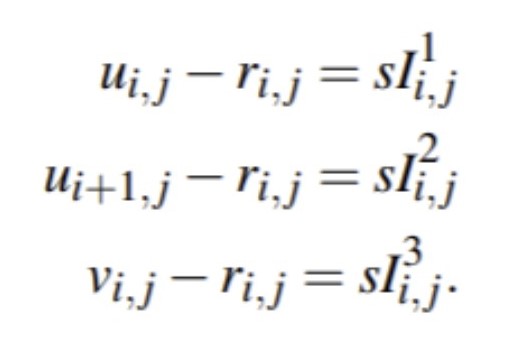 u_{i,j} − r_{i,j} = sI^1_{i,j}
u_{i+1,j} − r_{i,j} = sI^2_{i,j}
v_{i,j} − r_{i,j} = sI^3_{i,j}.